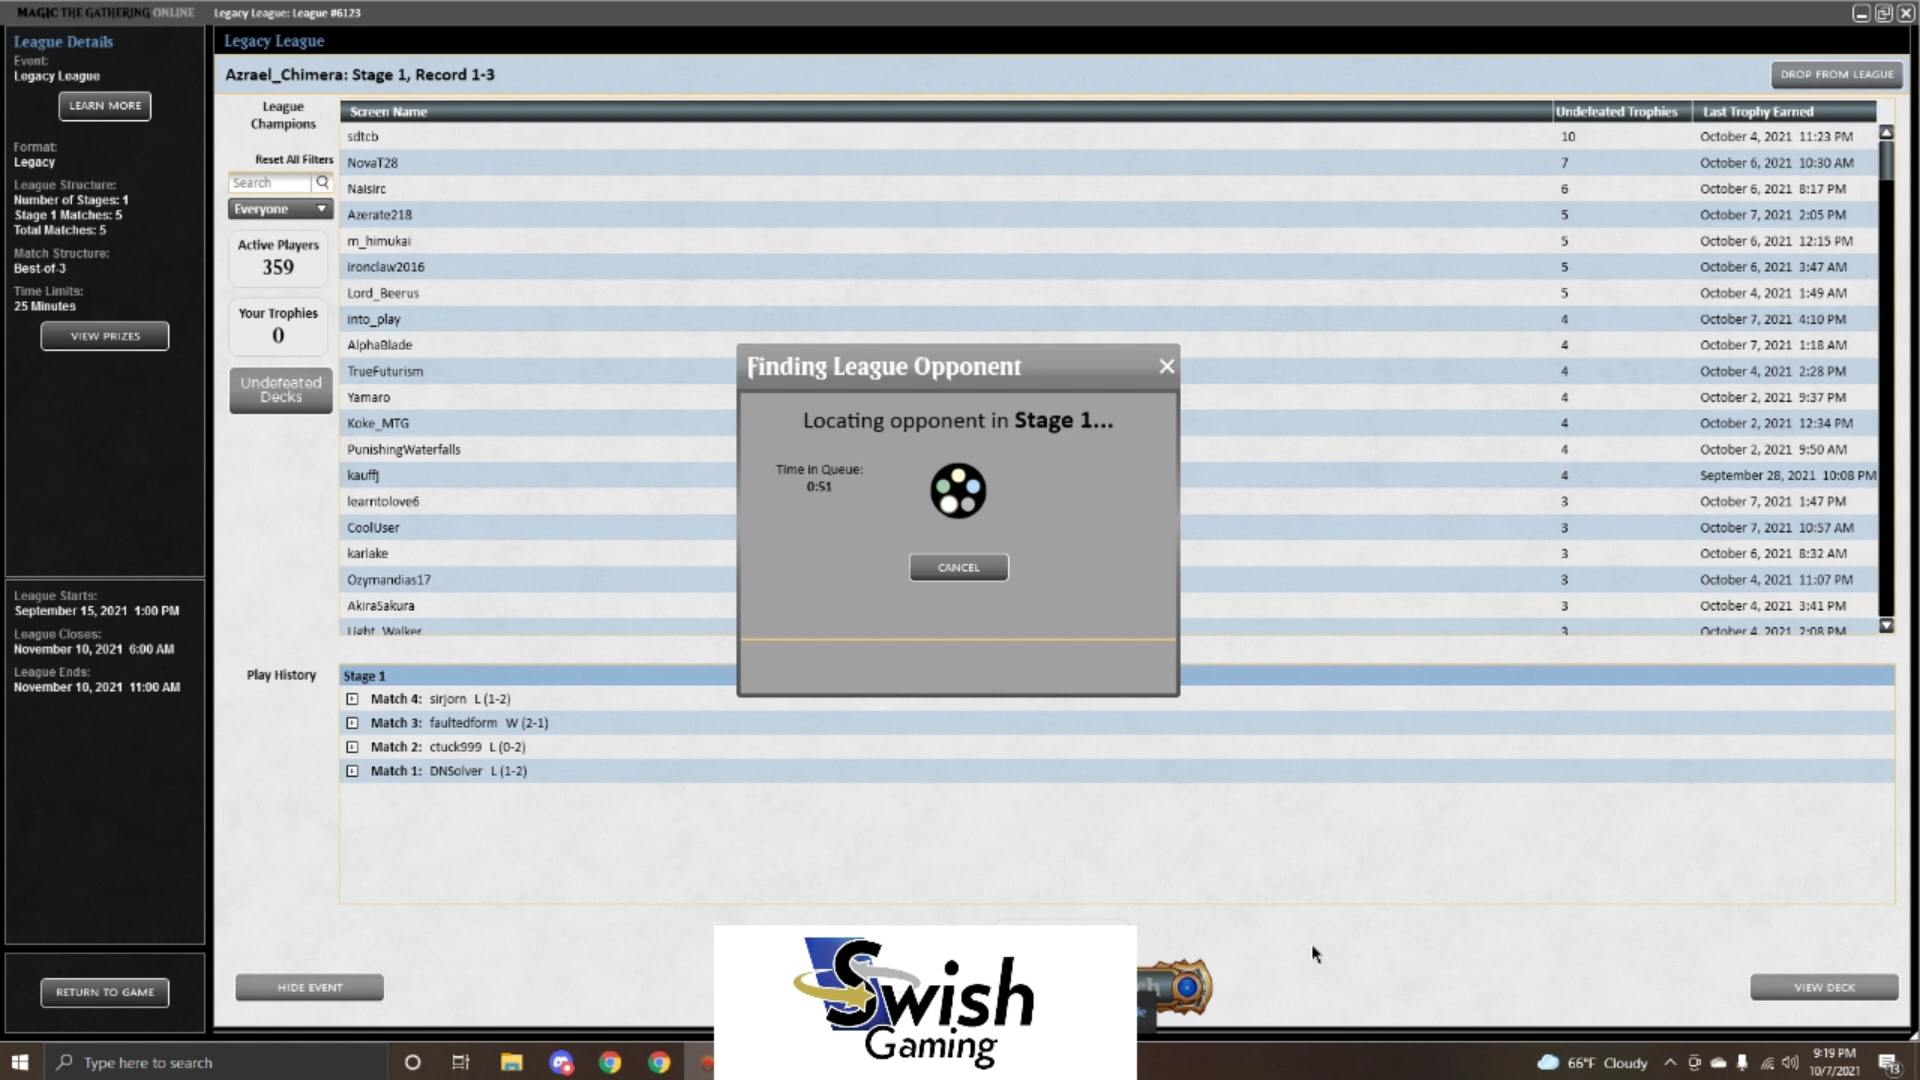 MAGIC THE GATHERING ONLINE
Legacy League: League #6123
League Details
Event:
Legacy League
LEARN MORE
Format:
Legacy
League Structure:
Number of Stages: 1
Stage 1 Matches: 5
Total Matches: 5
Match Structure:
Best-of-3
Time Limits:
25 Minutes
VIEW PRIZES
League Starts:
September 15, 2021 1:00 PM
League Closes:
November 10, 2021 6:00 AM
League Ends:
November 10, 2021 11:00 AM
RETURN TO GAME
Legacy League
Azrael_Chimera: Stage 1, Record 1-3
DROP FROM LEAGUE
League
Champions
Reset All Filters
Search
Everyone
Active Players
359
Your Trophies
0
Undefeated
Decks
Screen Name Undefeated Trophies Last Trophy Earned
sdtcb 10 October 4, 2021 11:23 PM
NovaT28 7 October 6, 2021 10:30 AM
Naisirc 6 October 6, 2021 8:17 PM
Azerate218 5 October 7, 2021 2:05 PM
m_himukai 5 October 6, 2021 12:15 PM
ironclaw2016 5 October 6, 2021 3:47 AM
Lord_Beerus 5 October 4, 2021 1:49 AM
into_play 4 October 7, 2021 4:10 PM
AlphaBlade 4 October 7, 2021 1:18 AM
TrueFuturism 4 October 4, 2021 2:28 PM
Yamaro 4 October 2, 2021 9:37 PM
Koke_MTG 4 October 2, 2021 12:34 PM
PunishingWaterfalls 4 October 2, 2021 9:50 AM
kauffj 4 September 28, 2021 10:08 PM
learntolove6 3 October 7, 2021 1:47 PM
CoolUser 3 October 7, 2021 10:57 AM
karlake 3 October 6, 2021 8:32 AM
Ozymandias17 3 October 4, 2021 11:07 PM
AkiraSakura 3 October 4, 2021 3:41 PM
Light_Walker 3 October 4, 2021 2:08 PM
Finding League Opponent
Locating opponent in Stage 1...
Time in Queue:
0:51
CANCEL
Play History
Stage 1
Match 4: sirjorn L (1-2)
Match 3: faultedform W (2-1)
Match 2: ctuck999 L (0-2)
Match 1: DNSolver L (1-2)
HIDE EVENT
VIEW DECK
Swish
Gaming
Type here to search
66°F Cloudy
9:19 PM
10/7/2021
13